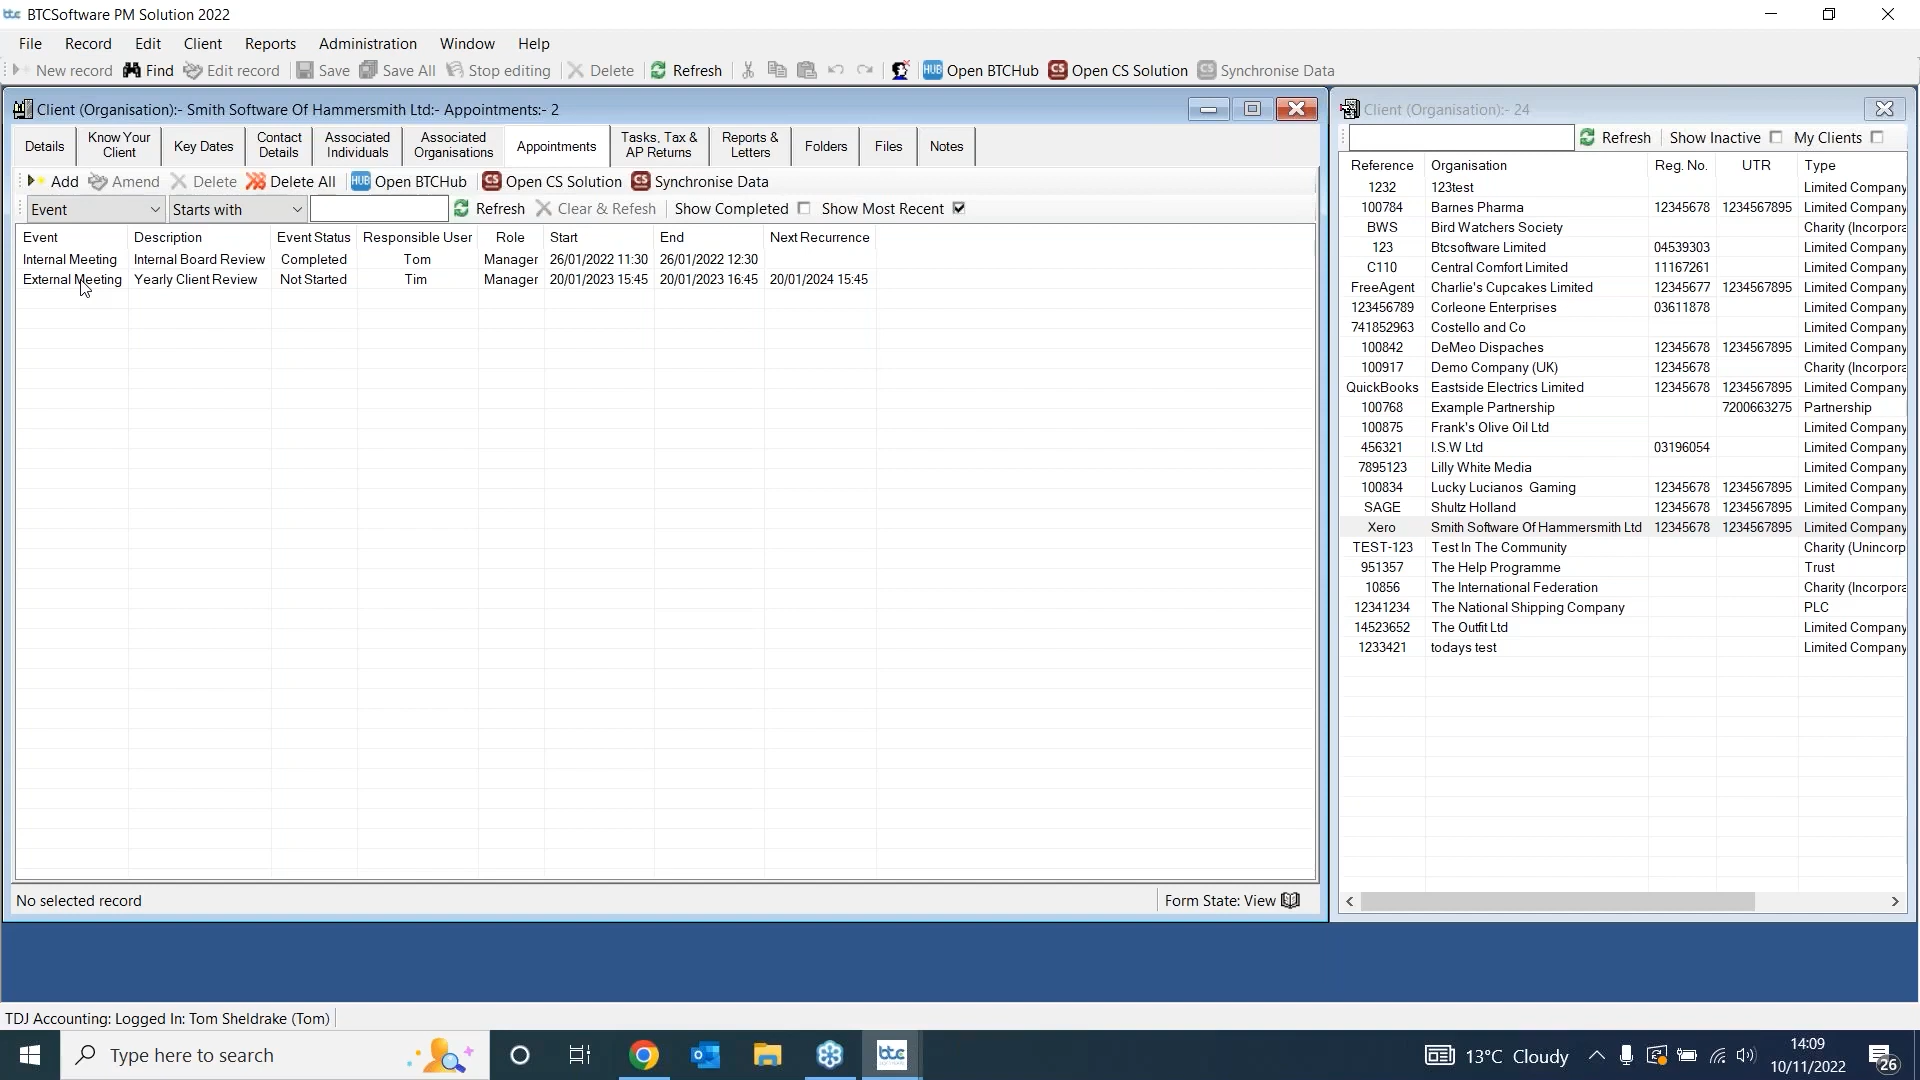 btc BTCSoftware PM Solution 2022
File Record Edit Client Reports Administration Window Help
New record Find Edit record Save Save All Stop editing Delete Refresh HUB Open BTCHub CS Open CS Solution CS Synchronise Data
Client (Organisation):- Smith Software Of Hammersmith Ltd:- Appointments:- 2
Details Know Your Client Key Dates Contact Details Associated Individuals Associated Organisations Appointments Tasks, Tax & AP Returns Reports & Letters Folders Files Notes
Add Amend Delete Delete All HUB Open BTCHub CS Open CS Solution CS Synchronise Data
Event Starts with Refresh Clear & Refesh Show Completed Show Most Recent
Event Description Event Status Responsible User Role Start End Next Recurrence
Internal Meeting Internal Board Review Completed Tom Manager 26/01/2022 11:30 26/01/2022 12:30
External Meeting Yearly Client Review Not Started Tim Manager 20/01/2023 15:45 20/01/2023 16:45 20/01/2024 15:45
No selected record Form State: View
Client (Organisation):- 24
Refresh Show Inactive My Clients
Reference Organisation Reg. No. UTR Type
1232 123test Limited Company
100784 Barnes Pharma 12345678 1234567895 Limited Company
BWS Bird Watchers Society Charity (Incorpora
123 Btcsoftware Limited 04539303 Limited Company
C110 Central Comfort Limited 11167261 Limited Company
FreeAgent Charlie's Cupcakes Limited 12345677 1234567895 Limited Company
123456789 Corleone Enterprises 03611878 Limited Company
741852963 Costello and Co Limited Company
100842 DeMeo Dispaches 12345678 1234567895 Limited Company
100917 Demo Company (UK) 12345678 Charity (Incorpora
QuickBooks Eastside Electrics Limited 12345678 1234567895 Limited Company
100768 Example Partnership 7200663275 Partnership
100875 Frank's Olive Oil Ltd Limited Company
456321 I.S.W Ltd 03196054 Limited Company
7895123 Lilly White Media Limited Company
100834 Lucky Lucianos Gaming 12345678 1234567895 Limited Company
SAGE Shultz Holland 12345678 1234567895 Limited Company
Xero Smith Software Of Hammersmith Ltd 12345678 1234567895 Limited Company
TEST-123 Test In The Community Charity (Unincorp
951357 The Help Programme Trust
10856 The International Federation Charity (Incorpora
12341234 The National Shipping Company PLC
14523652 The Outfit Ltd Limited Company
1233421 todays test Limited Company
TDJ Accounting: Logged In: Tom Sheldrake (Tom)
Type here to search btc 13°C Cloudy 14:09
10/11/2022 26